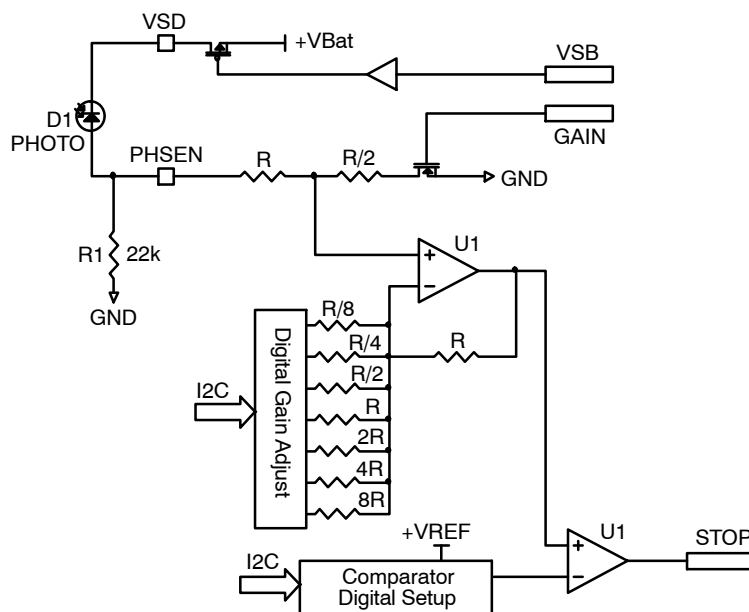 VSD
+VBat
VSB
D1
PHOTO
GAIN
PHSEN
R
R/2
GND
R1
22k
GND
U1
R/8
R/4
R
R/2
R
2R
4R
8R
I2C
Digital Gain Adjust
+VREF
U1
STOP
I2C
Comparator
Digital Setup